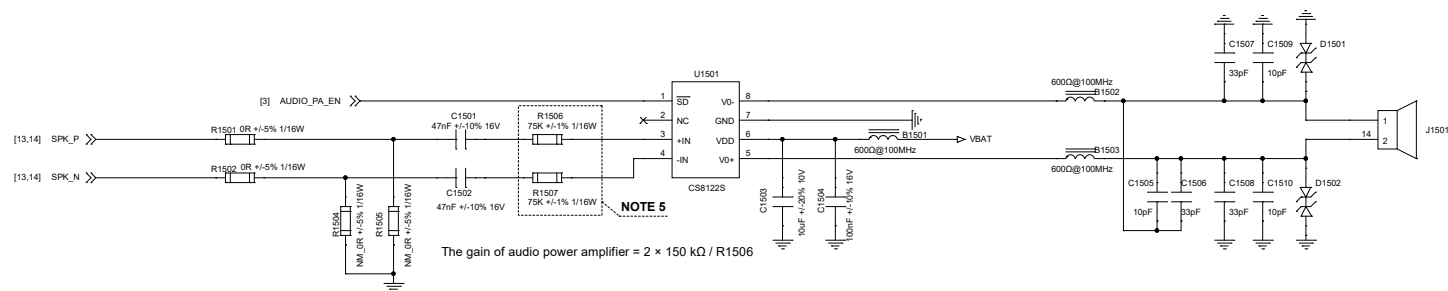 C1507
C1509
D1501
33pF
10pF
U1501
600Ω@100MHz
B1502
[3] AUDIO_PA_EN
1
SD
V0-
8
2
NC
GND
7
3
+IN
VDD
6
4
-IN
V0+
5
CS8122S
C1501
47nF +/-10% 16V
R1506
75K +/-1% 1/16W
[13,14] SPK_P
R1501 0R +/-5% 1/16W
B1501
VBAT
600Ω@100MHz
1
14
2
J1501
[13,14] SPK_N
R1502 0R +/-5% 1/16W
C1502
47nF +/-10% 16V
R1507
75K +/-1% 1/16W
NOTE 5
B1503
600Ω@100MHz
R1504
NM_0R +/-5% 1/16W
R1505
NM_0R +/-5% 1/16W
C1503
10uF +/-20% 10V
C1504
100nF +/-10% 16V
C1505
C1506
C1508
C1510
D1502
10pF
33pF
33pF
10pF
The gain of audio power amplifier = 2 × 150 kΩ / R1506